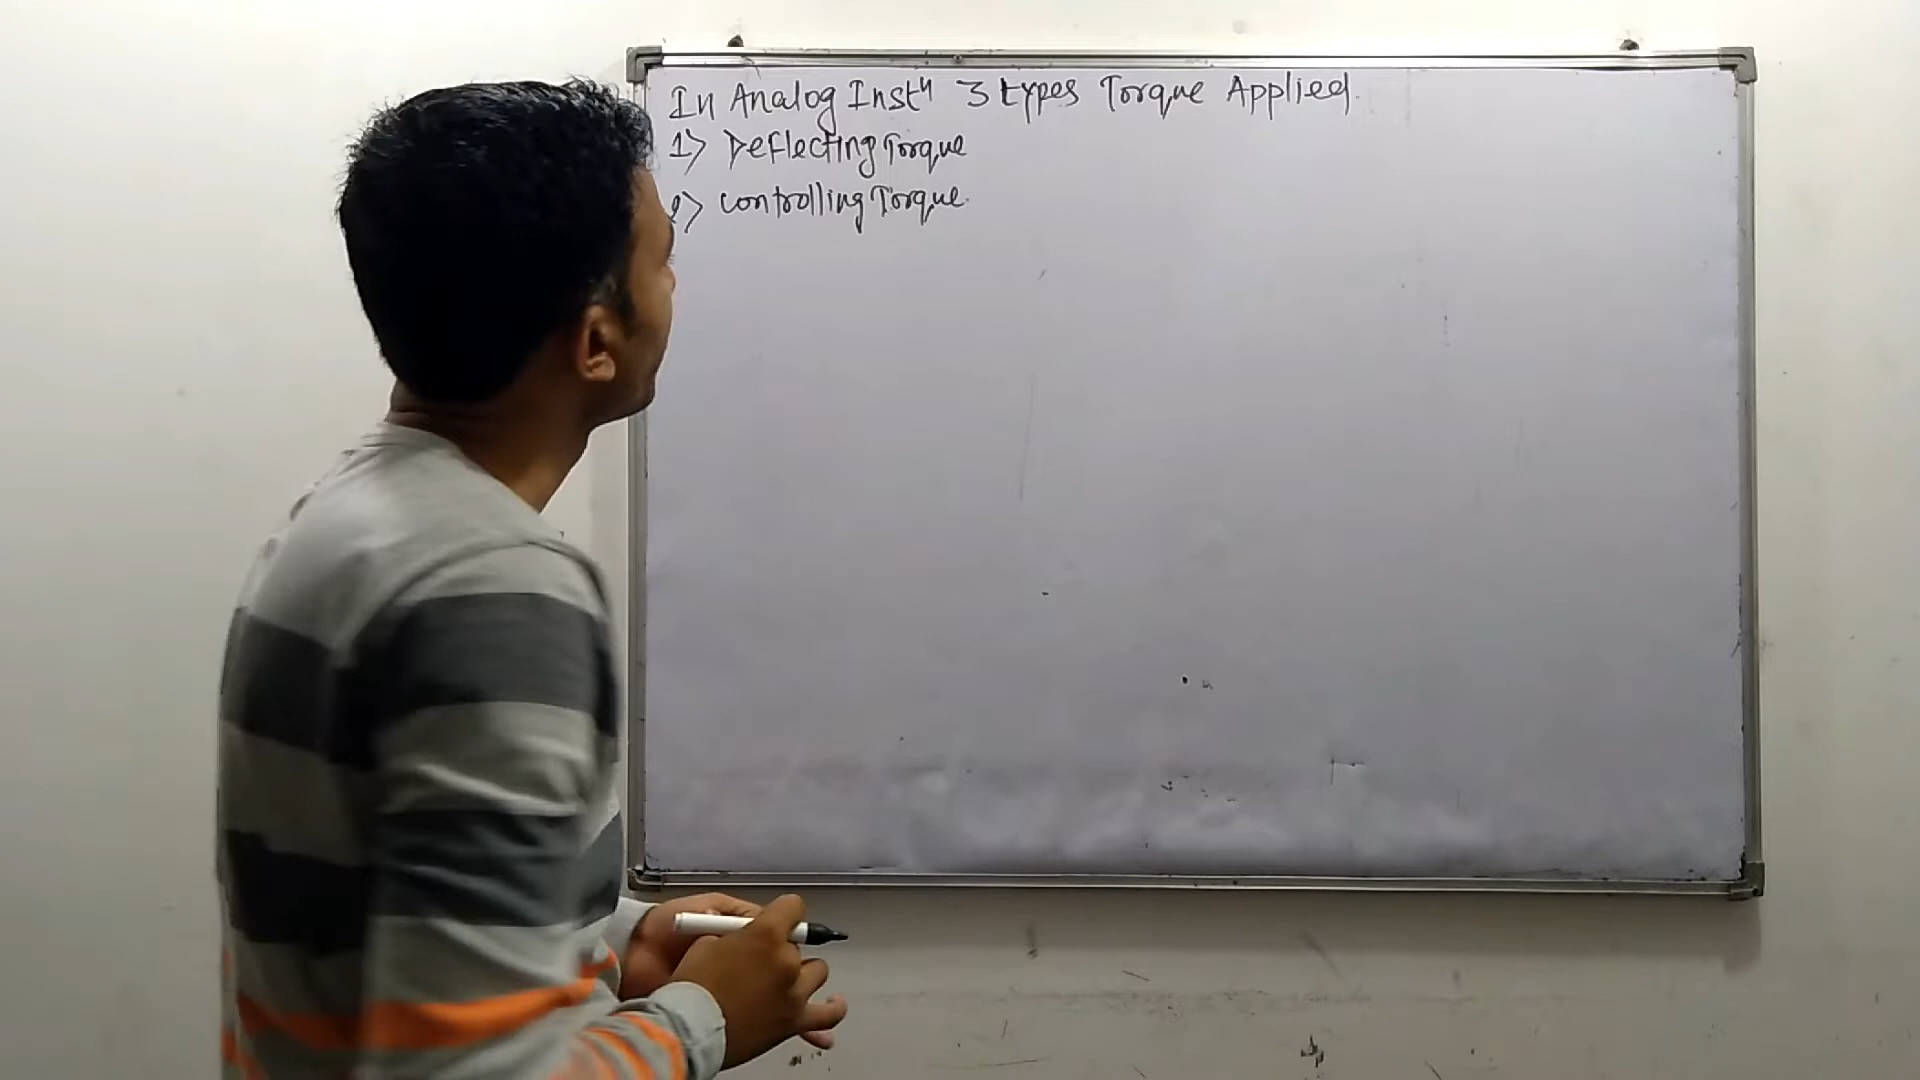 In Analog Instⁿ 3 types Torque Applied.
1> Deflecting Torque
2> controlling Torque.